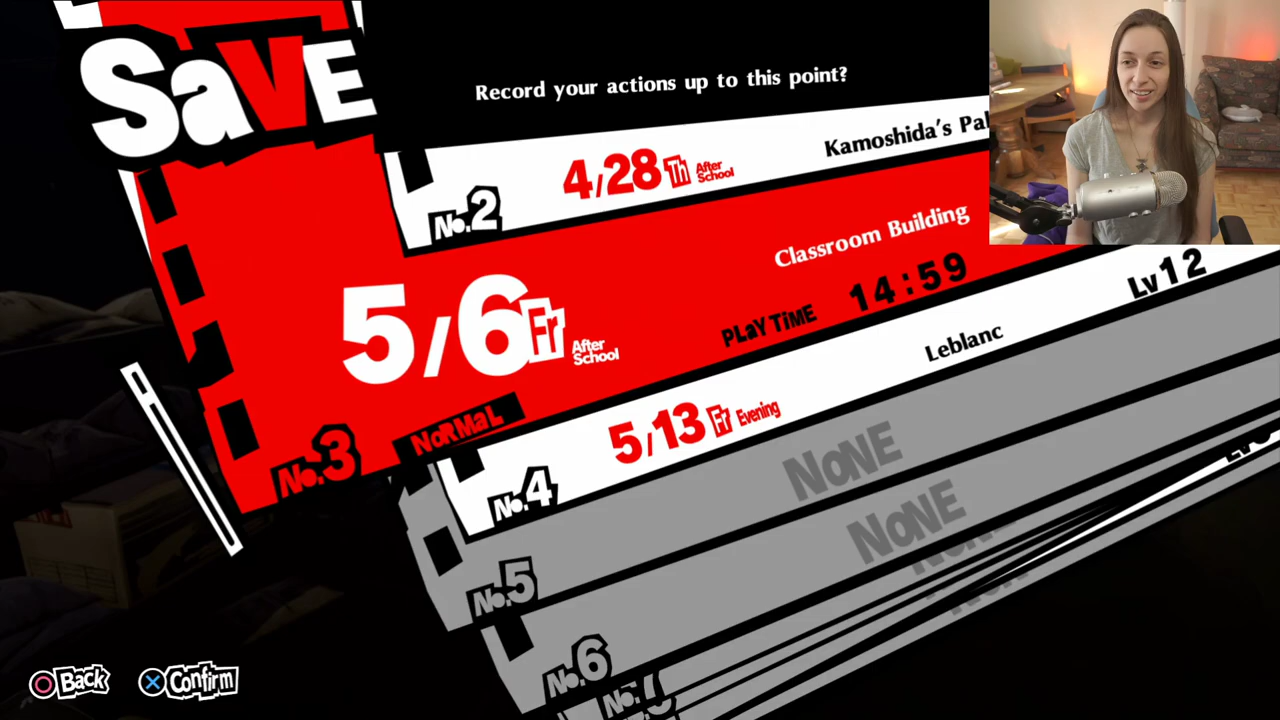 SaVE
Record your actions up to this point?
No.2
4/28 Th After School
Kamoshida's Pal
5/6 Fr After School
Classroom Building
PLaY TiME 14:59
No.3
NoRMaL
Lv12
No.4
5/13 Fr Evening
Leblanc
No.5
NoNE
No.6
NoNE
No.7
Back
Confirm